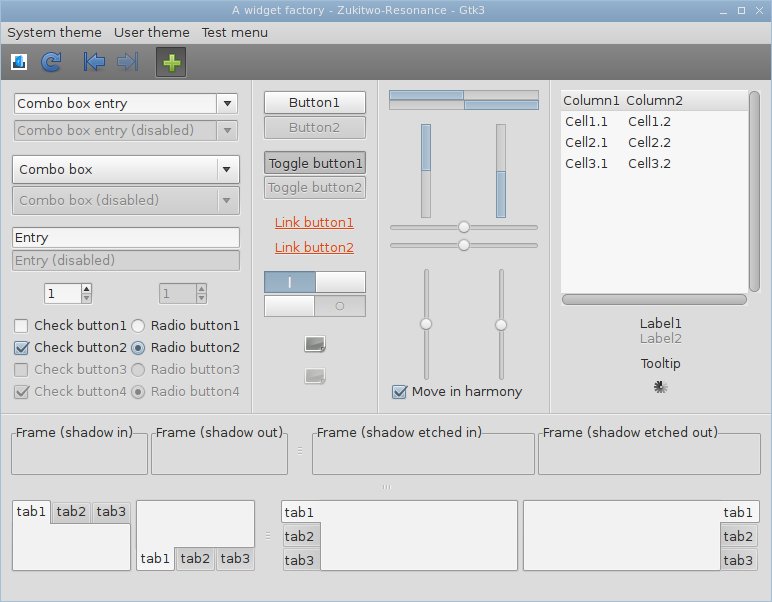 A widget factory - Zukitwo-Resonance - Gtk3
System theme User theme Test menu
Combo box entry
Combo box entry (disabled)
Combo box
Combo box (disabled)
Entry
Entry (disabled)
1 1
Check button1 Radio button1
Check button2 Radio button2
Check button3 Radio button3
Check button4 Radio button4
Button1
Button2
Toggle button1
Toggle button2
Link button1
Link button2
Move in harmony
Column1 Column2
Cell1.1 Cell1.2
Cell2.1 Cell2.2
Cell3.1 Cell3.2
Label1
Label2
Tooltip
Frame (shadow in) Frame (shadow out) Frame (shadow etched in) Frame (shadow etched out)
tab1 tab2 tab3
tab1 tab2 tab3
tab1
tab2
tab3
tab1
tab2
tab3